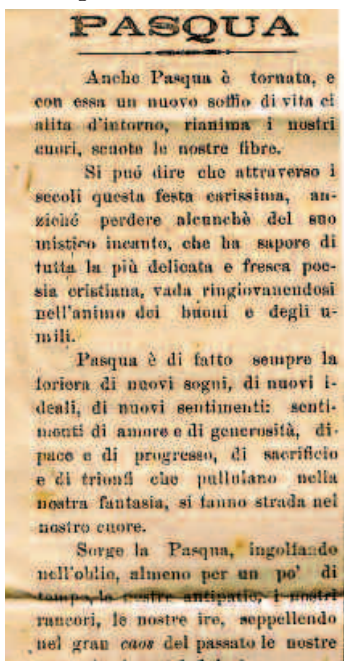 PASQUA
Anche Pasqua è tornata, e
con essa un nuovo soffio di vita ci
alita d'intorno, rianima i nostri
cuori, scuote le nostre fibre.
Si può dire che attraverso i
secoli questa festa carissima, an-
ziché perdere alcunchè del suo
mistico incanto, che ha sapore di
tutta la più delicata e fresca poe-
sia cristiana, vada ringiovanendosi
nell'animo dei buoni e degli u-
mili.
Pasqua è di fatto sempre la
foriera di nuovi sogni, di nuovi i-
deali, di nuovi sentimenti: senti-
menti di amore e di generosità, di
pace e di progresso, di sacrificio
e di trionfi che pullulano nella
nostra fantasia, si fanno strada nel
nostro cuore.
Sorge la Pasqua, ingolfando
nell'oblio, almeno per un po' di
tempo, le nostre antipatie, i nostri
rancori, le nostre ire, seppellendo
nel gran caos del passato le nostre